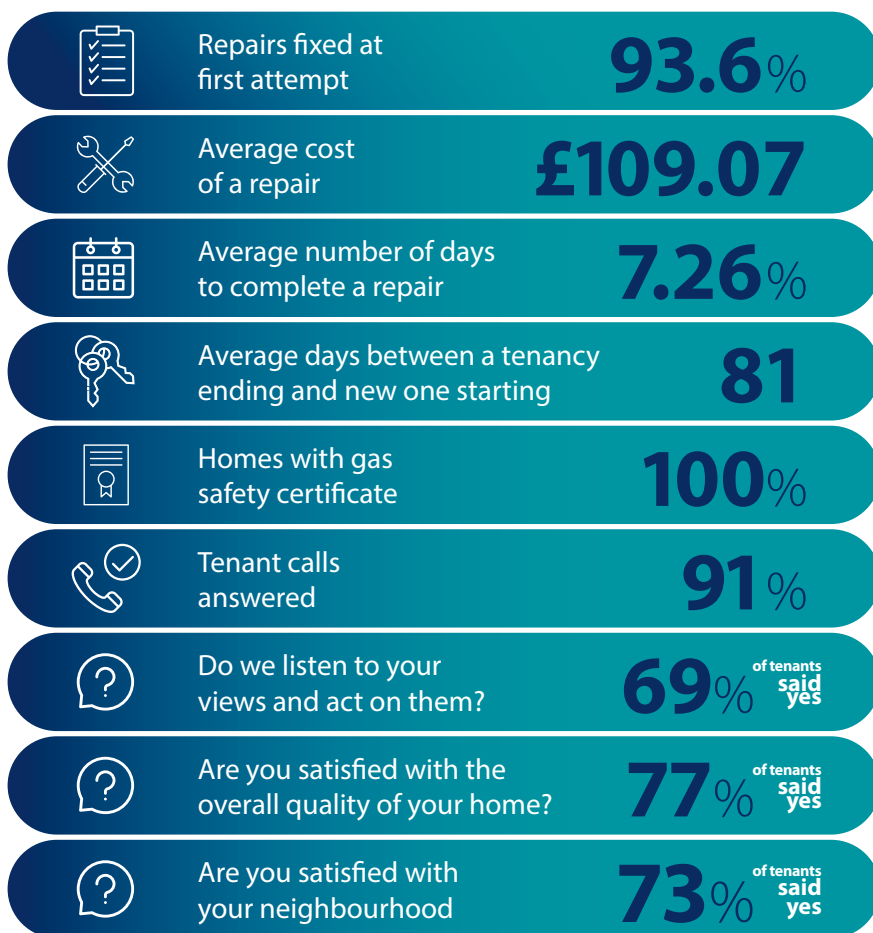 Repairs fixed at
first attempt
93.6%
Average cost
of a repair
£109.07
Average number of days
to complete a repair
7.26%
Average days between a tenancy
ending and new one starting
81
Homes with gas
safety certificate
100%
Tenant calls
answered
91%
Do we listen to your
views and act on them?
69% of tenants
said
yes
Are you satisfied with the
overall quality of your home?
77% of tenants
said
yes
Are you satisfied with
your neighbourhood
73% of tenants
said
yes